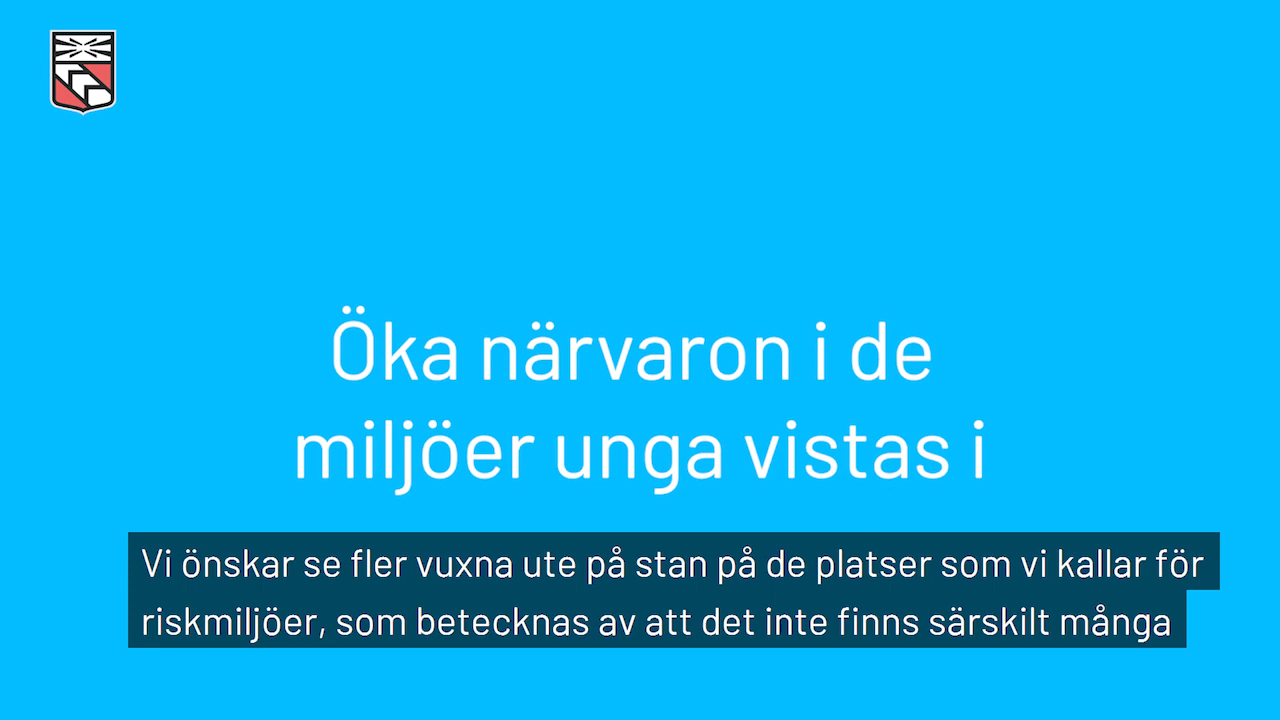 Öka närvaron i de
miljöer unga vistas i
Vi önskar se fler vuxna ute på stan på de platser som vi kallar för
riskmiljöer, som betecknas av att det inte finns särskilt många